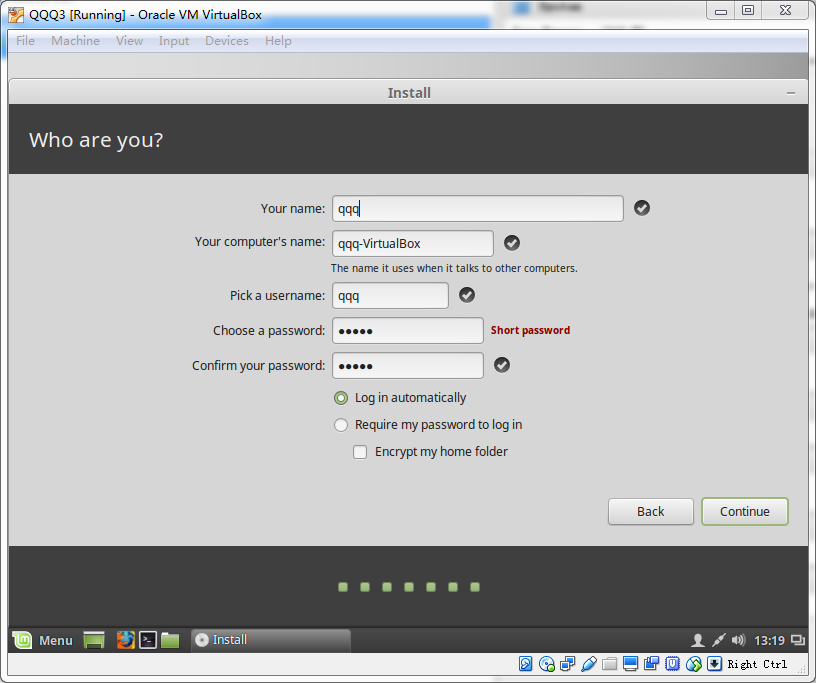 QQQ3 [Running] - Oracle VM VirtualBox
File Machine View Input Devices Help
Install
Who are you?
Your name: qqq
Your computer's name: qqq-VirtualBox
The name it uses when it talks to other computers.
Pick a username: qqq
Choose a password: ●●●●● Short password
Confirm your password: ●●●●●
Log in automatically
Require my password to log in
Encrypt my home folder
Back Continue
Menu Install 13:19
Right Ctrl